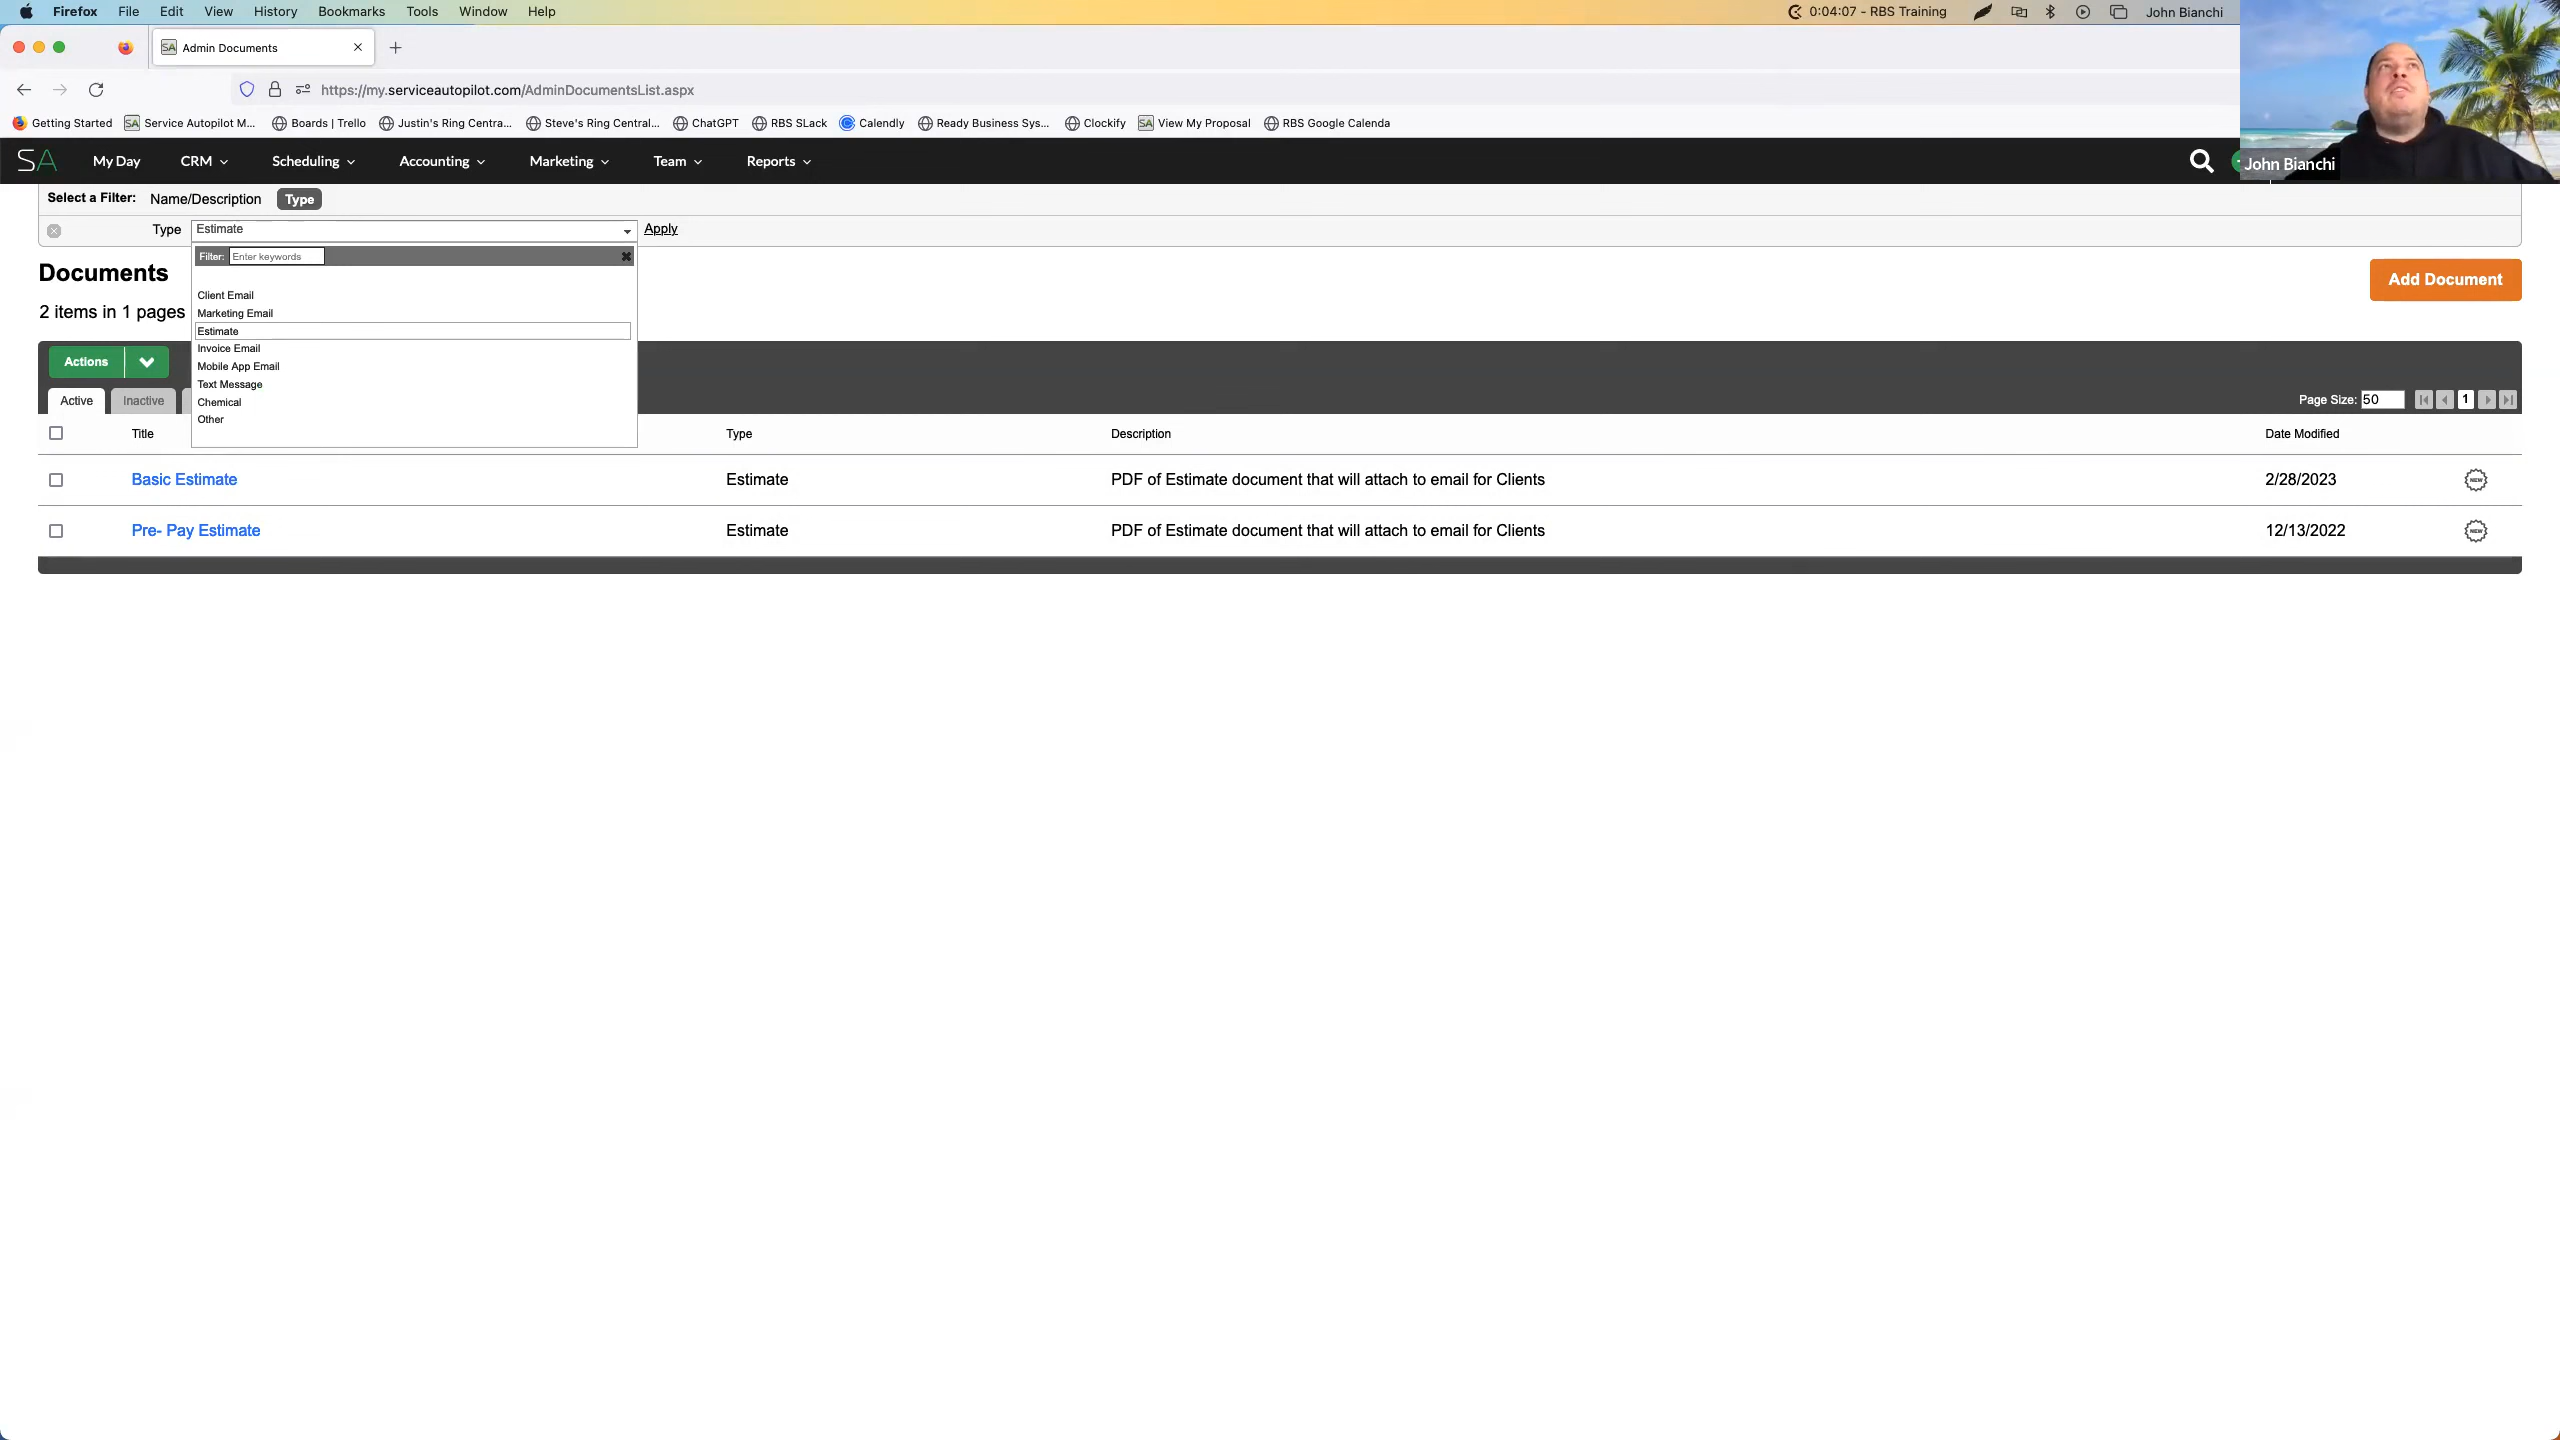 Firefox File Edit View History Bookmarks Tools Window Help 0:04:07 - RBS Training John Bianchi
SA Admin Documents
https://my.serviceautopilot.com/AdminDocumentsList.aspx
Getting Started SA Service Autopilot M... Boards | Trello Justin's Ring Centra... Steve's Ring Central... ChatGPT RBS SLack Calendly Ready Business Sys... Clockify SA View My Proposal RBS Google Calenda
SA My Day CRM Scheduling Accounting Marketing Team Reports John Bianchi
Select a Filter: Name/Description Type
Type Estimate Apply
Filter: Enter keywords
Documents
Add Document
2 items in 1 pages
Client Email
Marketing Email
Estimate
Invoice Email
Mobile App Email
Text Message
Chemical
Other
Actions
Active Inactive Page Size: 50 1
Title Type Description Date Modified
Basic Estimate Estimate PDF of Estimate document that will attach to email for Clients 2/28/2023 NEW
Pre- Pay Estimate Estimate PDF of Estimate document that will attach to email for Clients 12/13/2022 NEW